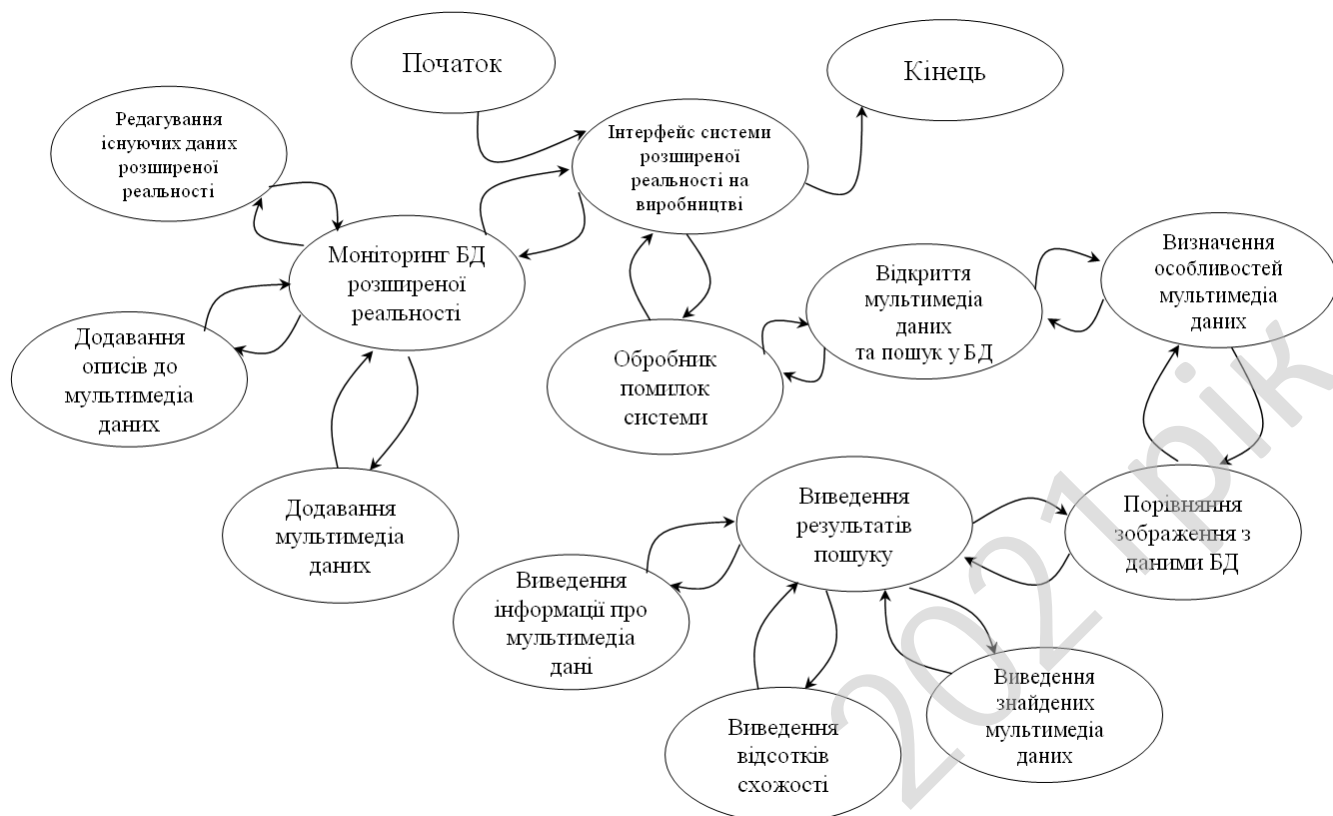 Початок
Кінець
Редагування
існуючих даних
розширеної
реальності
Інтерфейс системи
розширеної
реальності на
виробництві
Моніторинг БД
розширеної
реальності
Відкриття
мультимедіа
даних
та пошук у БД
Визначення
особливостей
мультимедіа
даних
Додавання
описів до
мультимедіа
даних
Обробник
помилок
системи
Додавання
мультимедіа
даних
Виведення
результатів
пошуку
Порівняння
зображення з
даними БД
Виведення
інформації про
мультимедіа
дані
Виведення
відсотків
схожості
Виведення
знайдених
мультимедіа
даних
2021 рік